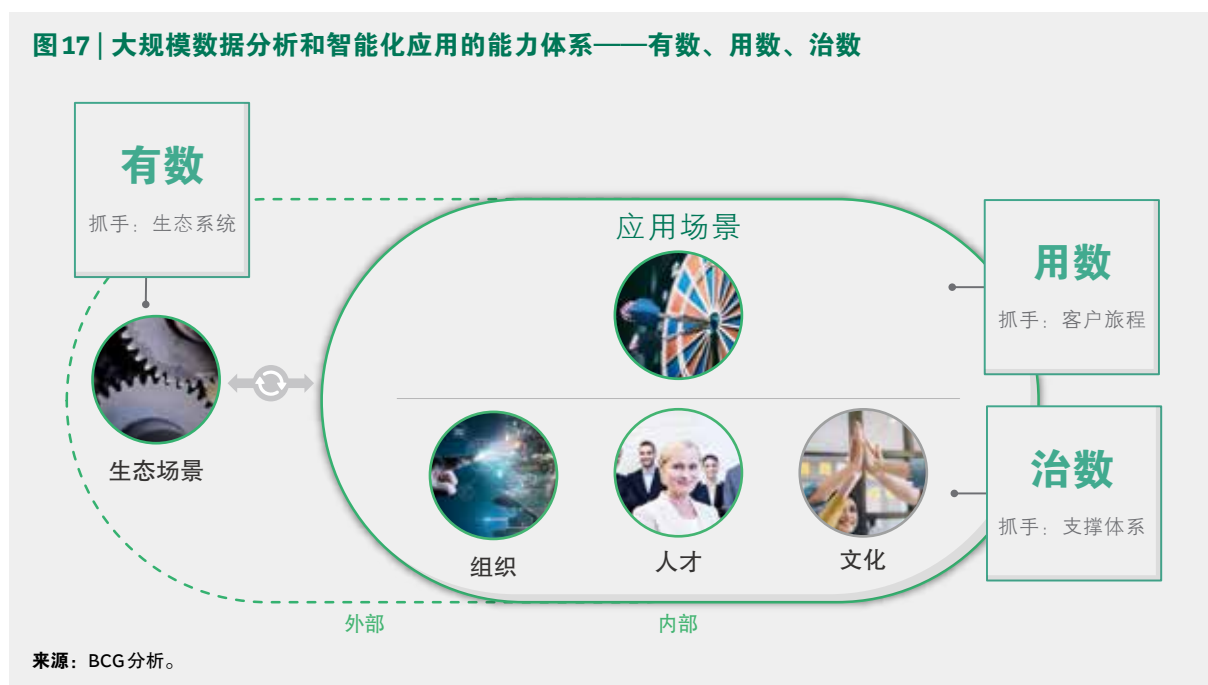 图17 | 大规模数据分析和智能化应用的能力体系——有数、用数、治数
有数
抓手：生态系统
应用场景
用数
抓手：客户旅程
生态场景
治数
抓手：支撑体系
组织
人才
文化
外部
内部
来源：BCG分析。